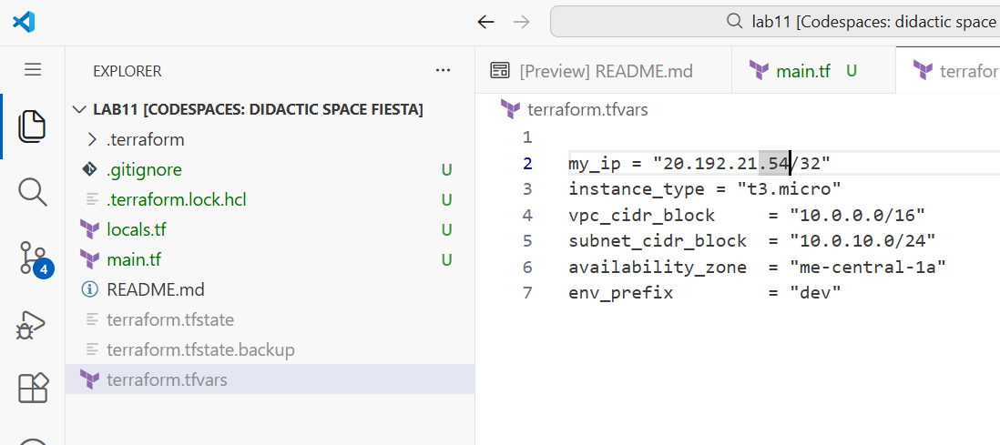 lab11 [Codespaces: didactic space
EXPLORER
LAB11 [CODESPACES: DIDACTIC SPACE FIESTA]
.terraform
.gitignore U
.terraform.lock.hcl U
locals.tf U
main.tf U
README.md
terraform.tfstate
terraform.tfstate.backup
terraform.tfvars
4
[Preview] README.md
main.tf U
terrafor
terraform.tfvars
1
2 my_ip = "20.192.21.54/32"
3 instance_type = "t3.micro"
4 vpc_cidr_block     = "10.0.0.0/16"
5 subnet_cidr_block  = "10.0.10.0/24"
6 availability_zone  = "me-central-1a"
7 env_prefix         = "dev"